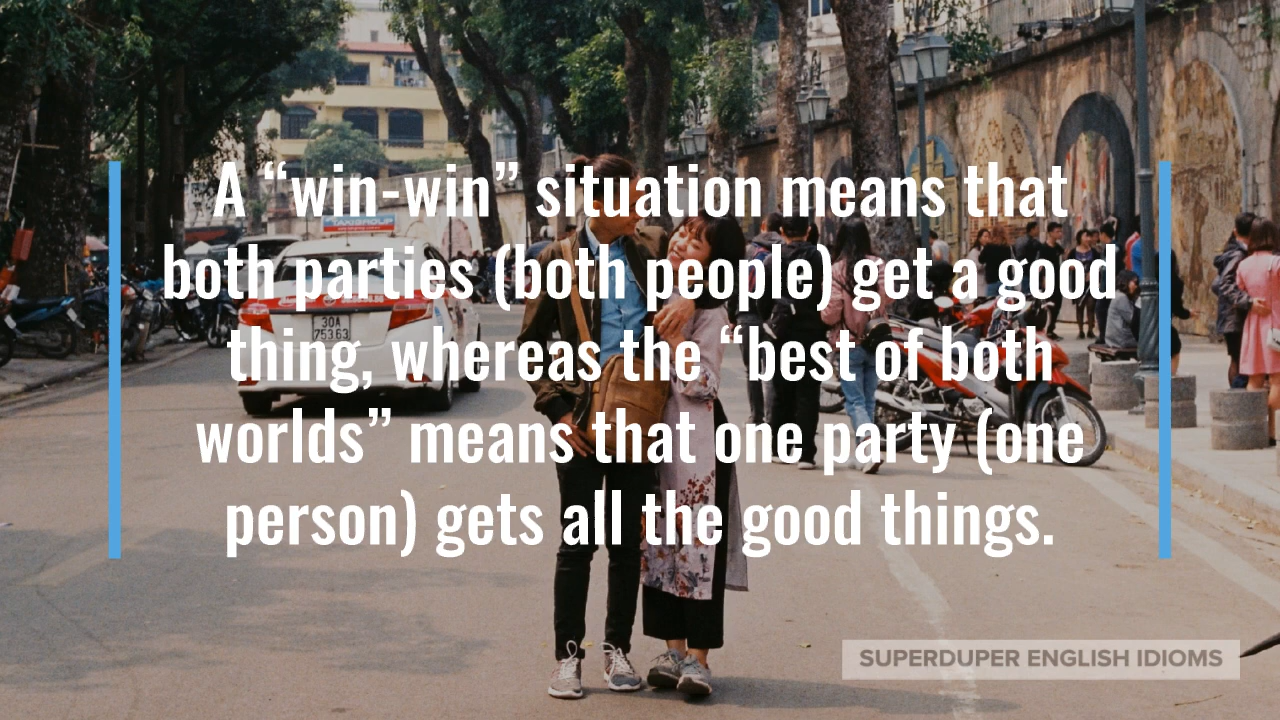 A “win-win” situation means that
both parties (both people) get a good
thing, whereas the “best of both
worlds” means that one party (one
person) gets all the good things.
TAXIGROUP
30A
753.63
SUPERDUPER ENGLISH IDIOMS